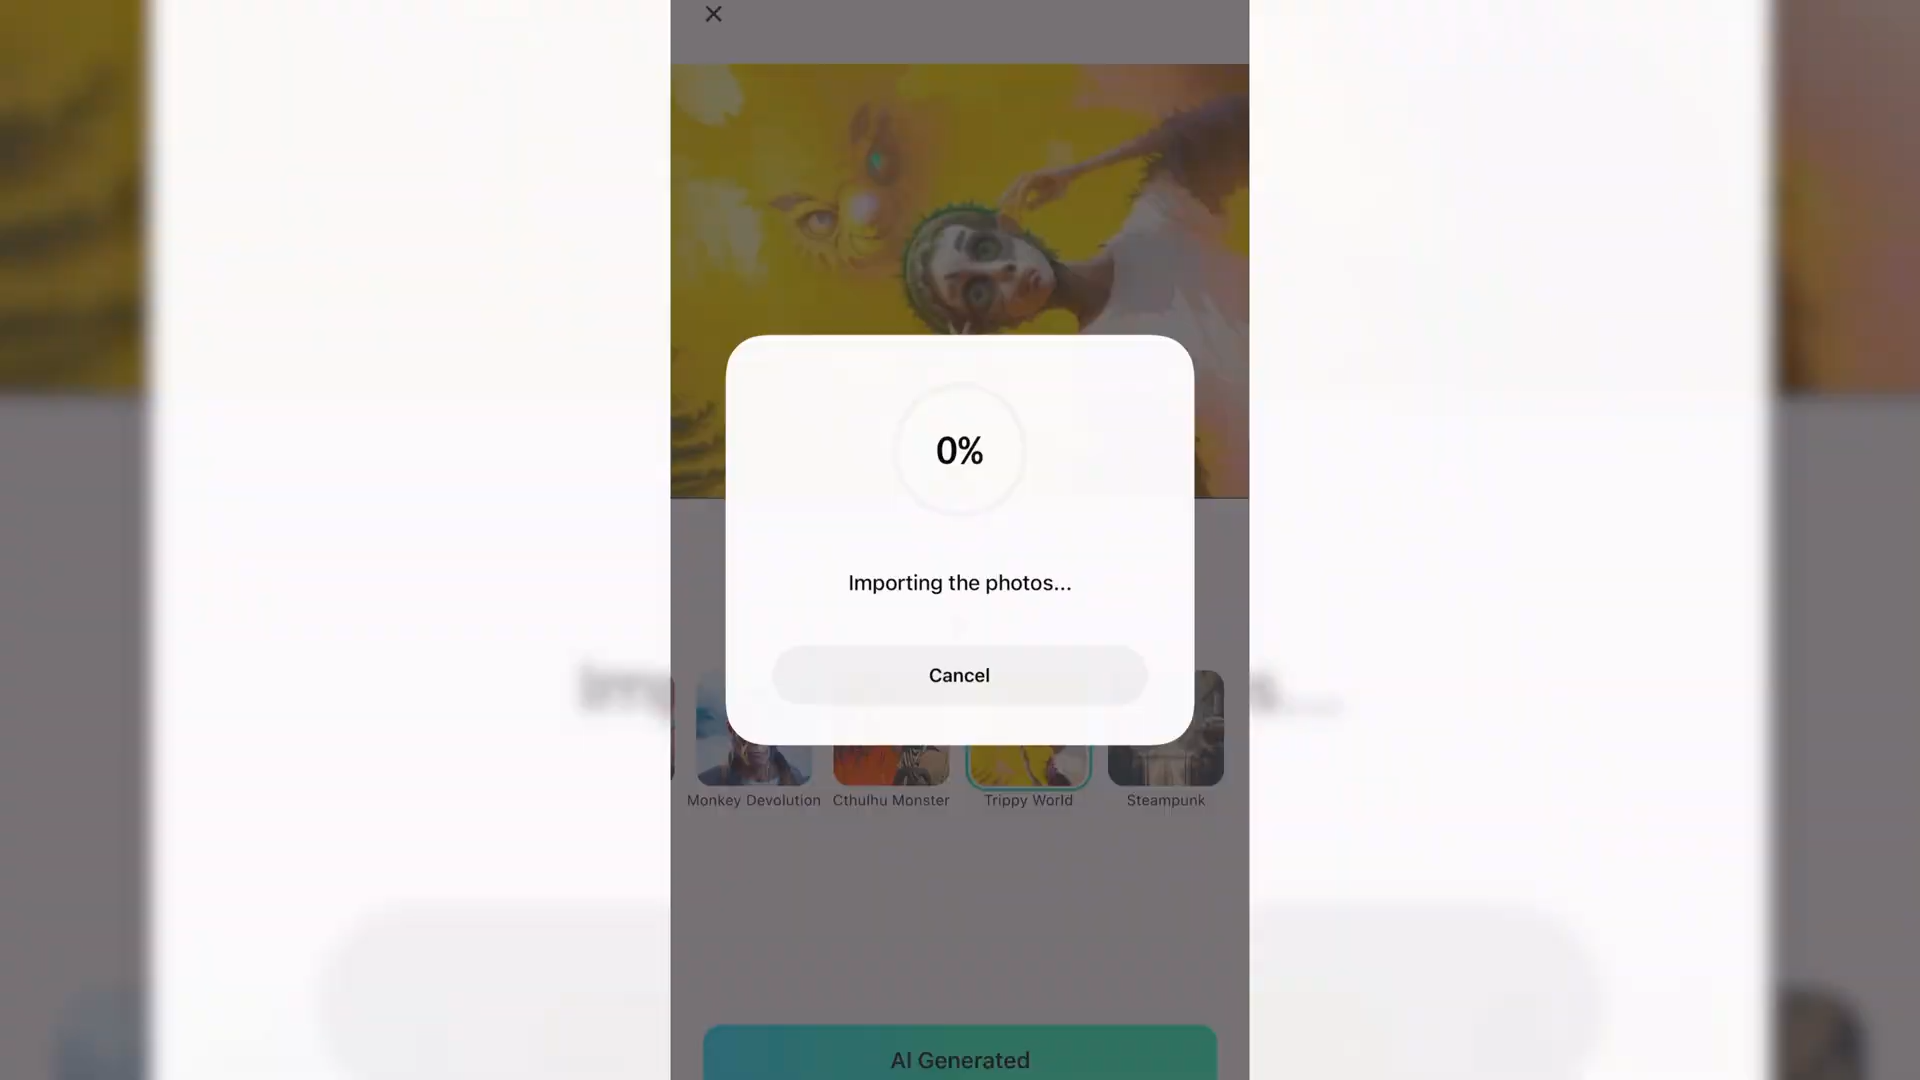 0%
Importing the photos...
Cancel
Monkey Devolution
Cthulhu Monster
Trippy World
Steampunk
AI Generated